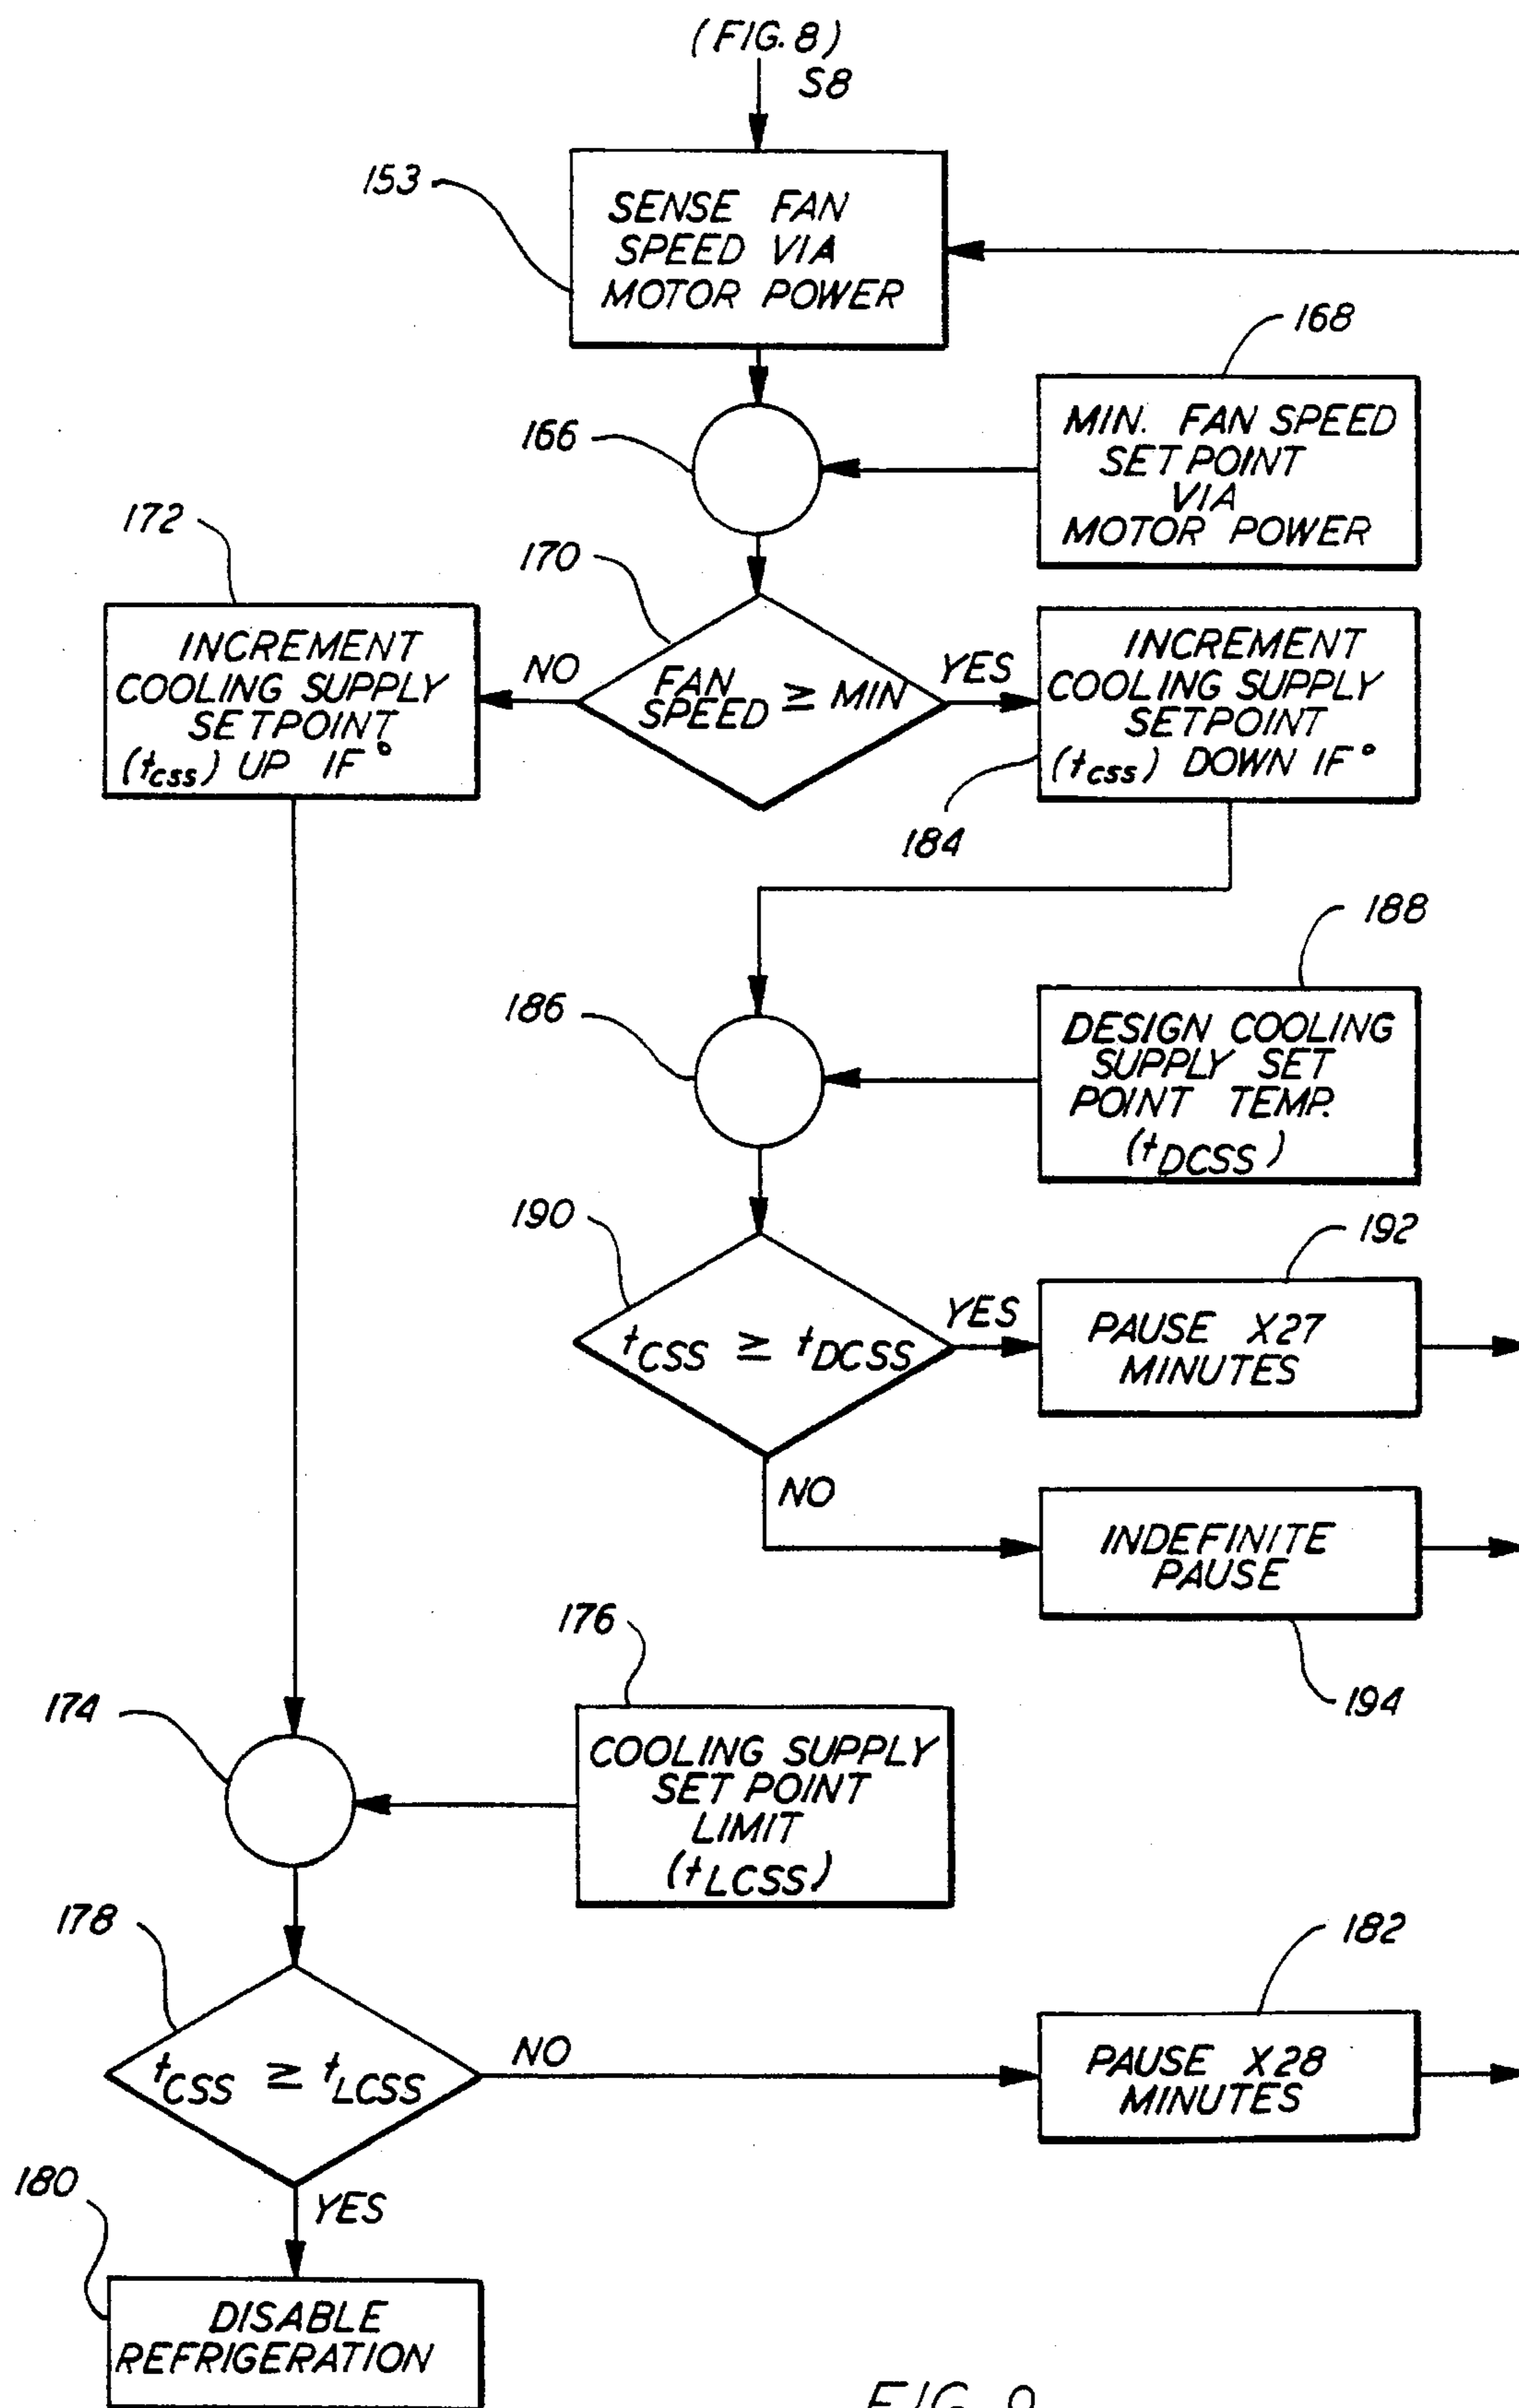 (FIG. 8)
S8
153
SENSE FAN
SPEED VIA
MOTOR POWER
168
MIN. FAN SPEED
SET POINT
VIA
MOTOR POWER
166
172
170
INCREMENT
COOLING SUPPLY
SETPOINT
(tcss) UP IF°
NO
FAN
SPEED ≥ MIN
YES
INCREMENT
COOLING SUPPLY
SETPOINT
(tcss) DOWN IF°
184
188
186
DESIGN COOLING
SUPPLY SET
POINT TEMP.
(tDCSS)
190
192
tCSS ≥ tDCSS
YES
PAUSE X27
MINUTES
NO
INDEFINITE
PAUSE
194
176
174
COOLING SUPPLY
SET POINT
LIMIT
(tLCSS)
178
182
tCSS ≥ tLCSS
NO
PAUSE X28
MINUTES
180
YES
DISABLE
REFRIGERATION
FIG. 9